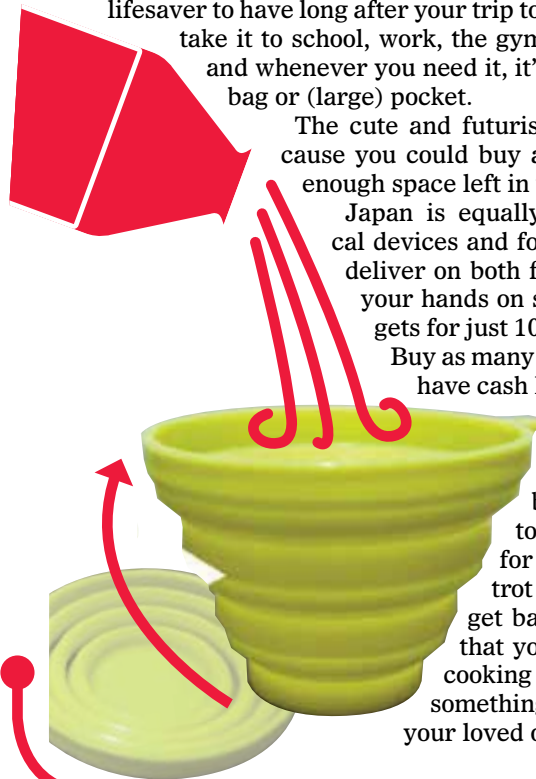 lifesaver to have long after your trip to
take it to school, work, the gym
and whenever you need it, it’
bag or (large) pocket.
The cute and futuris
cause you could buy a
enough space left in
Japan is equally
cal devices and fo
deliver on both f
your hands on s
gets for just 10
Buy as many
have cash
to
for
trot
get ba
that yo
cooking
something
your loved o